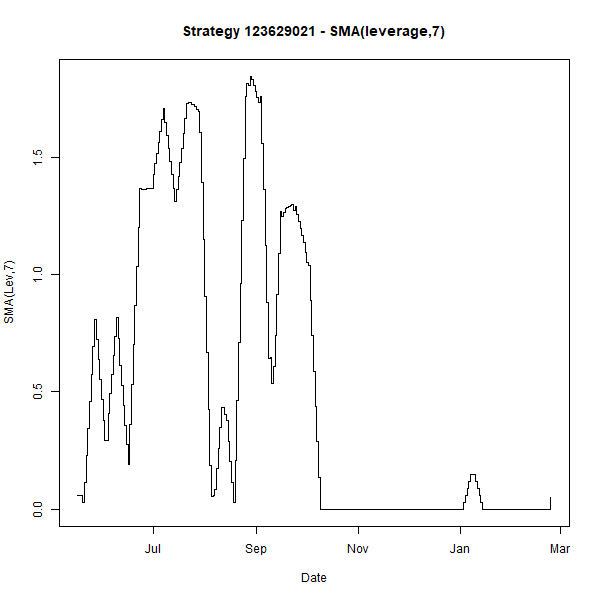 Strategy 123629021 - SMA(leverage,7)
SMA(Lev,7)
1.5
1.0
0.5
0.0
Jul Sep Nov Jan Mar
Date